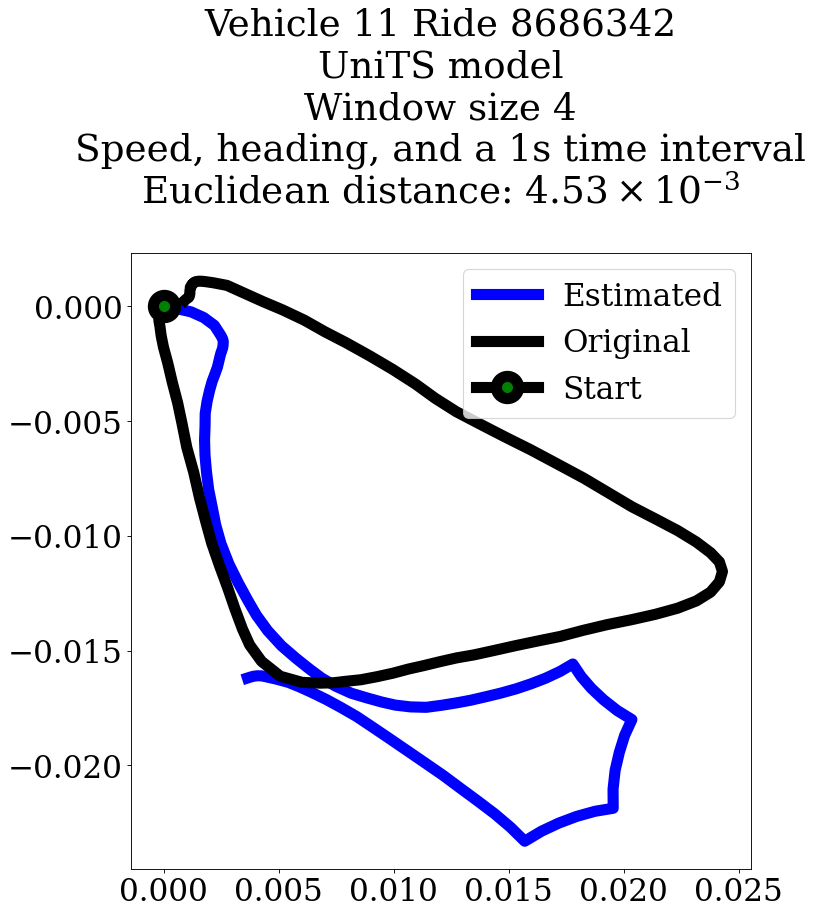 Vehicle 11 Ride 8686342
UniTS model
Window size 4
Speed, heading, and a 1s time interval
Euclidean distance: 4.53 × 10⁻³
Estimated
Original
Start
0.000
−0.005
−0.010
−0.015
−0.020
0.000 0.005 0.010 0.015 0.020 0.025